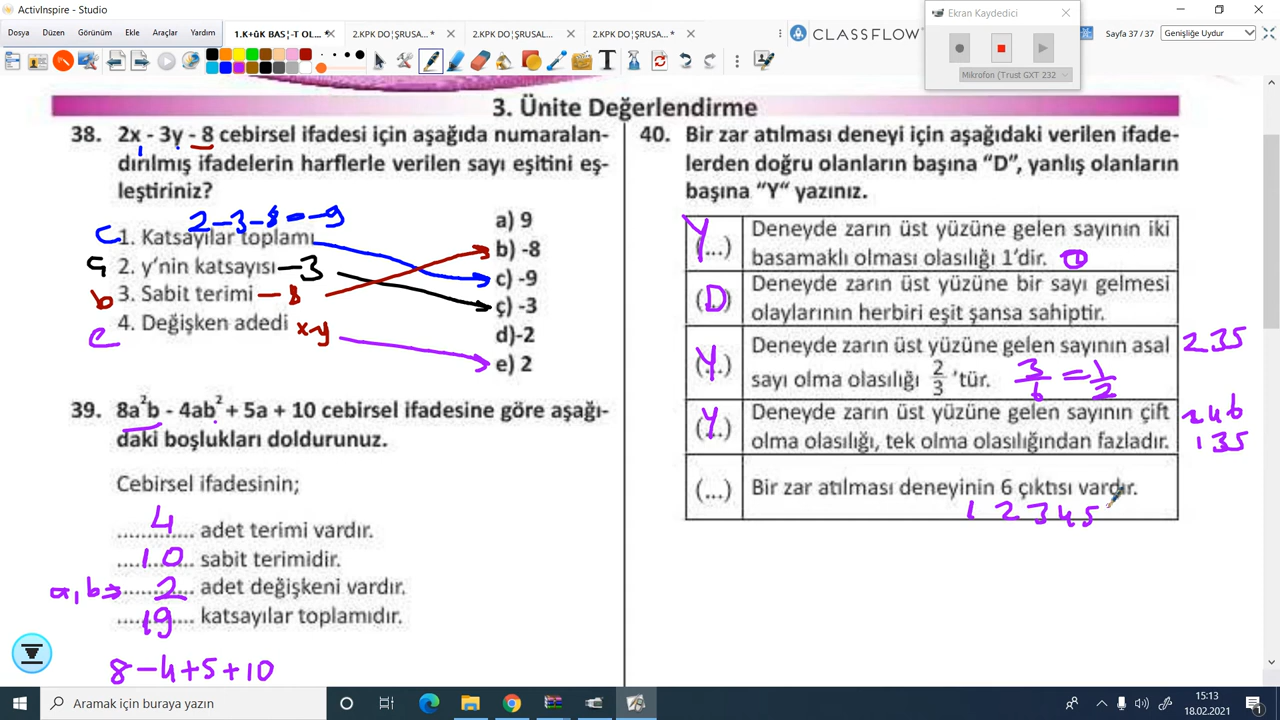 ActivInspire - Studio
Dosya Düzen Görünüm Ekle Araçlar Yardım
1.K+ûK BAS¦-T OL... *
2.KPK DO¦ŞRUSA... *
2.KPK DO¦ŞRUSAL...
2.KPK DO¦ŞRUSA... *
CLASSFLOW
Sayfa 37 / 37
Genişliğe Uydur
Ekran Kaydedici
Mikrofon (Trust GXT 232
3. Ünite Değerlendirme
38. 2x - 3y - 8 cebirsel ifadesi için aşağıda numaralan-
dırılmış ifadelerin harflerle verilen sayı eşitini eş-
leştiriniz?
2-3-8=-9
c 1. Katsayılar toplamı
ç 2. y'nin katsayısı -3
b 3. Sabit terimi -8
e 4. Değişken adedi x-y
a) 9
b) -8
c) -9
ç) -3
d)-2
e) 2
39. 8a²b - 4ab² + 5a + 10 cebirsel ifadesine göre aşağı-
daki boşlukları doldurunuz.
Cebirsel ifadesinin;
4 adet terimi vardır.
10 sabit terimidir.
a,b→ 2 adet değişkeni vardır.
19 katsayılar toplamıdır.
8-4+5+10
40. Bir zar atılması deneyi için aşağıdaki verilen ifade-
lerden doğru olanların başına "D", yanlış olanların
başına "Y" yazınız.
Y (...) Deneyde zarın üst yüzüne gelen sayının iki
basamaklı olması olasılığı 1'dir. 0
(D) Deneyde zarın üst yüzüne bir sayı gelmesi
olaylarının herbiri eşit şansa sahiptir.
Y (...) Deneyde zarın üst yüzüne gelen sayının asal 2 3 5
sayı olma olasılığı 2/3 'tür. 3/6 = 1/2
Y (...) Deneyde zarın üst yüzüne gelen sayının çift 2 4 6
olma olasılığı, tek olma olasılığından fazladır. 1 3 5
(...) Bir zar atılması deneyinin 6 çıktısı vardır.
1 2 3 4 5
Aramak için buraya yazın
15:13
18.02.2021
1